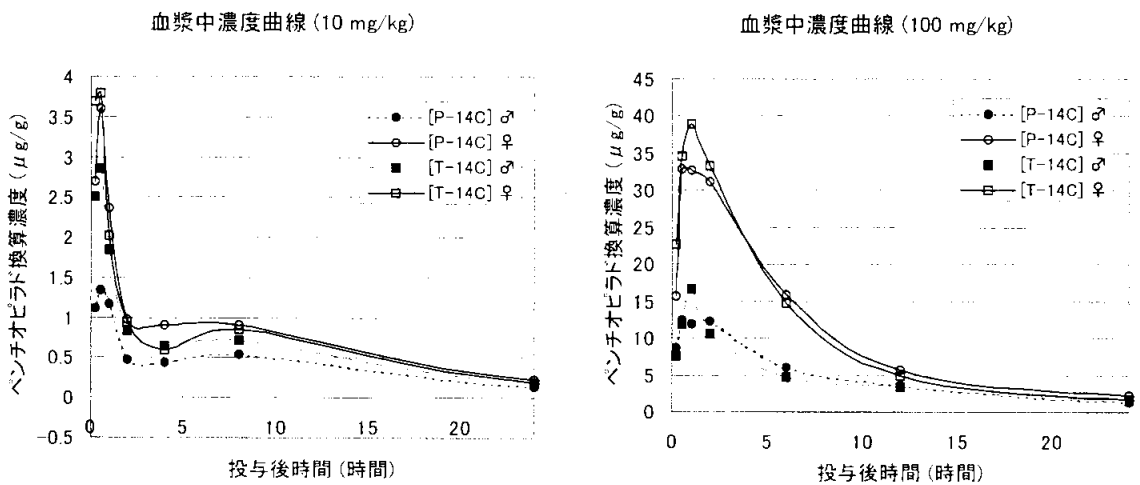 血漿中濃度曲線 (10 mg/kg)
ペンチオピラド換算濃度 (μg/g)
4
3.5
3
2.5
2
1.5
1
0.5
0
-0.5
0
5
10
15
20
投与後時間 (時間)
[P-14C] ♂
[P-14C] ♀
[T-14C] ♂
[T-14C] ♀
血漿中濃度曲線 (100 mg/kg)
ペンチオピラド換算濃度 (μg/g)
45
40
35
30
25
20
15
10
5
0
0
5
10
15
20
投与後時間 (時間)
[P-14C] ♂
[P-14C] ♀
[T-14C] ♂
[T-14C] ♀